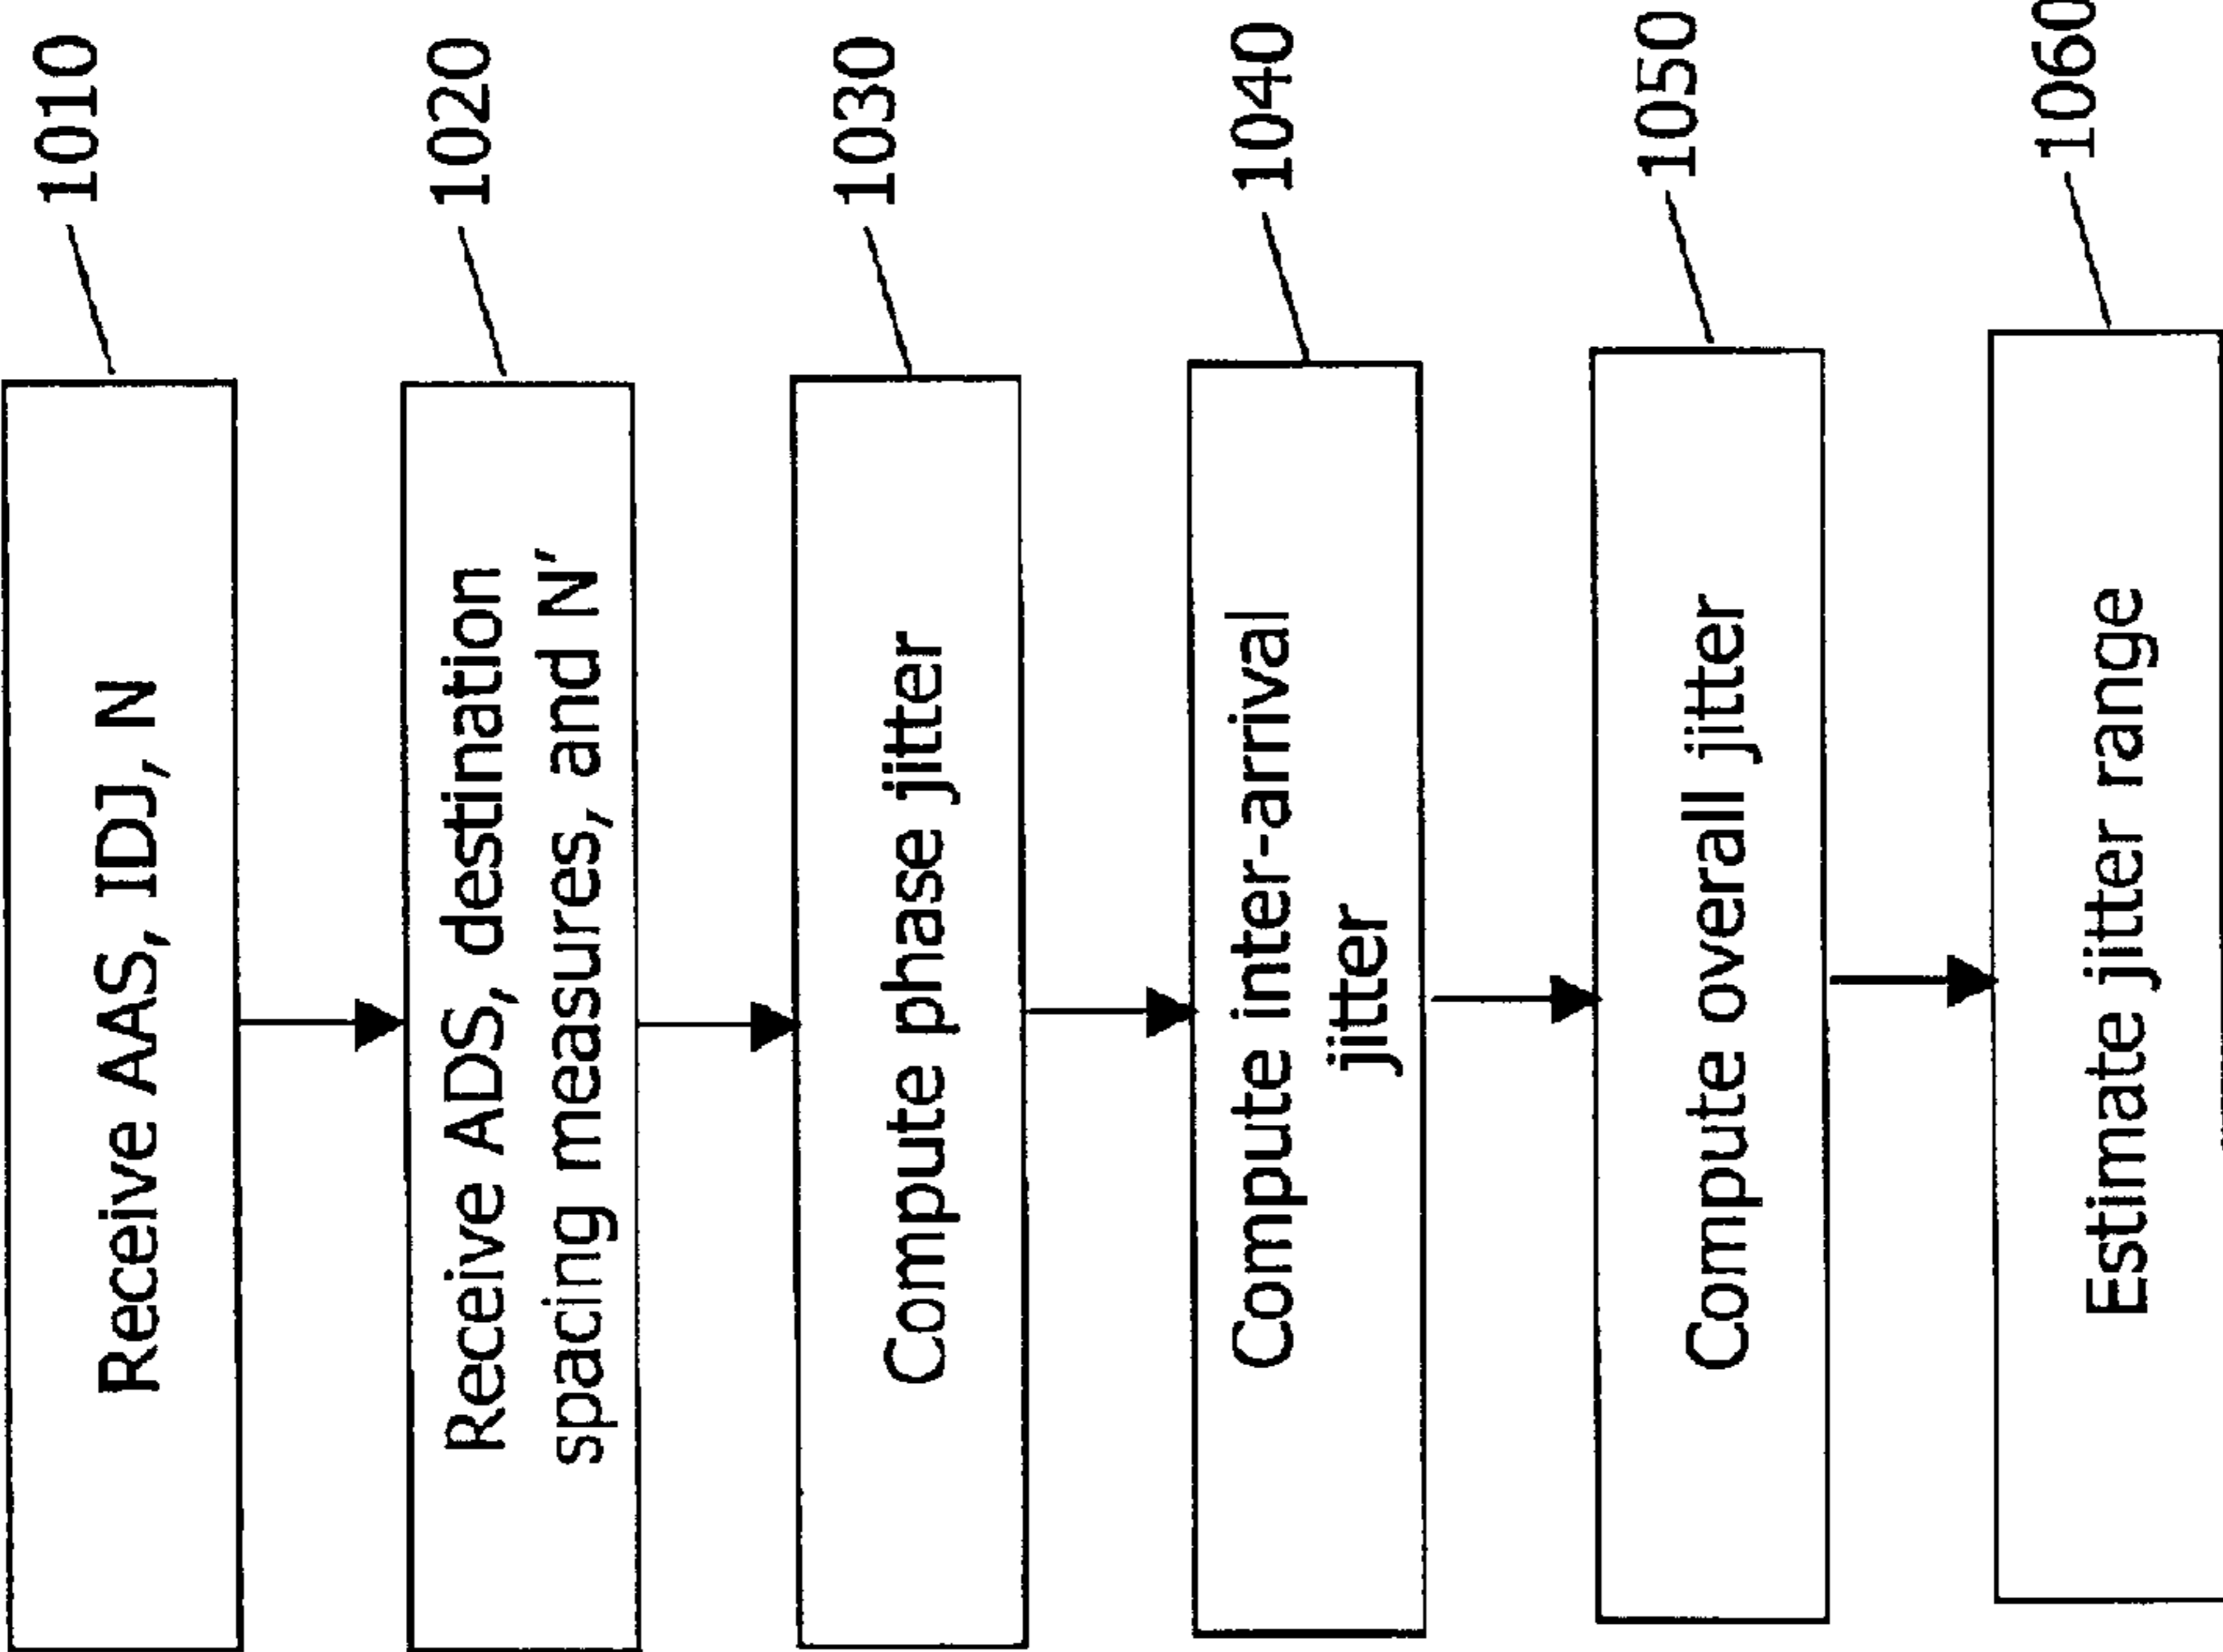 Receive AAS, IDJ, N
1010
Receive ADS, destination
spacing measures, and N'
1020
Compute phase jitter
1030
Compute inter-arrival
jitter
1040
Compute overall jitter
1050
Estimate jitter range
1060